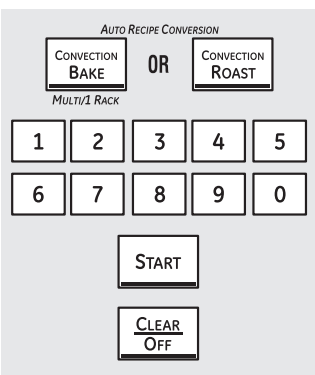 AUTO RECIPE CONVERSION
CONVECTION
BAKE
OR
CONVECTION
ROAST
MULTI/1 RACK
1 2 3 4 5
6 7 8 9 0
START
CLEAR
OFF